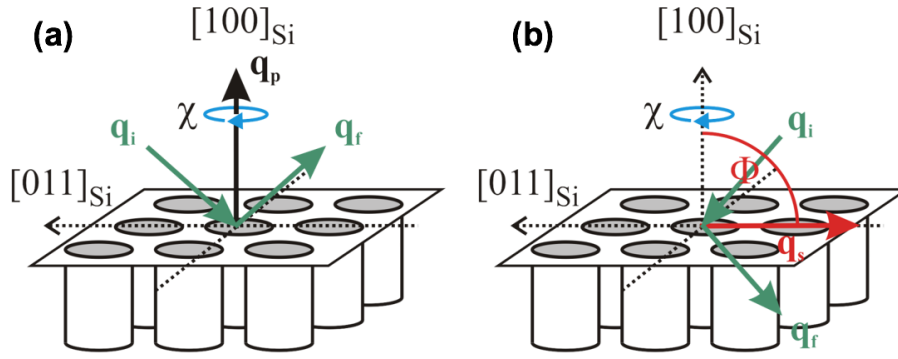 (a)
[100]Si
qp
χ
qi
qf
[011]Si
(b)
[100]Si
χ
qi
Φ
[011]Si
qs
qf